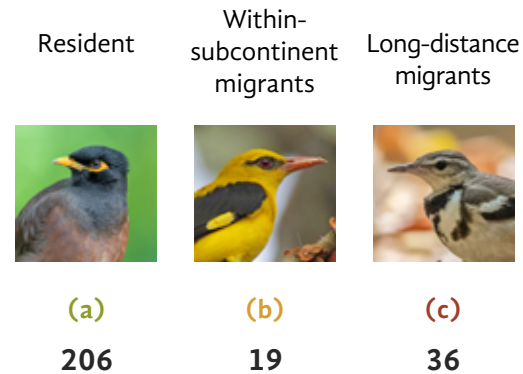 Resident
Within-
subcontinent
migrants
Long-distance
migrants
(a)
(b)
(c)
206
19
36